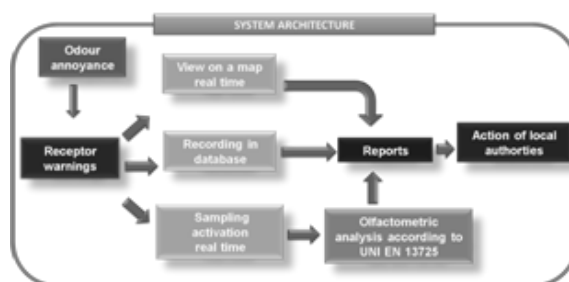 SYSTEM ARCHITECTURE
Odour
annoyance
View on a map
real time
Receptor
warnings
Recording in
database
Reports
Action of local
authorties
Sampling
activation
real time
Olfactometric
analysis according to
UNI EN 13725